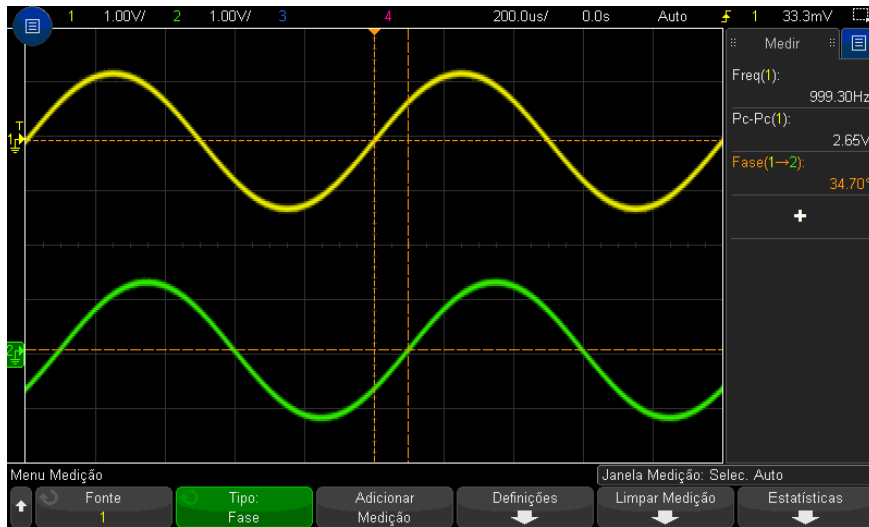 1 1.00V/ 2 1.00V/ 3 4 200.0us/ 0.0s Auto 1 33.3mV
Medir
Freq(1):
999.30Hz
Pc-Pc(1):
2.65V
Fase(1→2):
34.70°
+
T
1
2
Menu Medição
Janela Medição: Selec. Auto
Fonte
1
Tipo:
Fase
Adicionar
Medição
Definições
Limpar Medição
Estatísticas